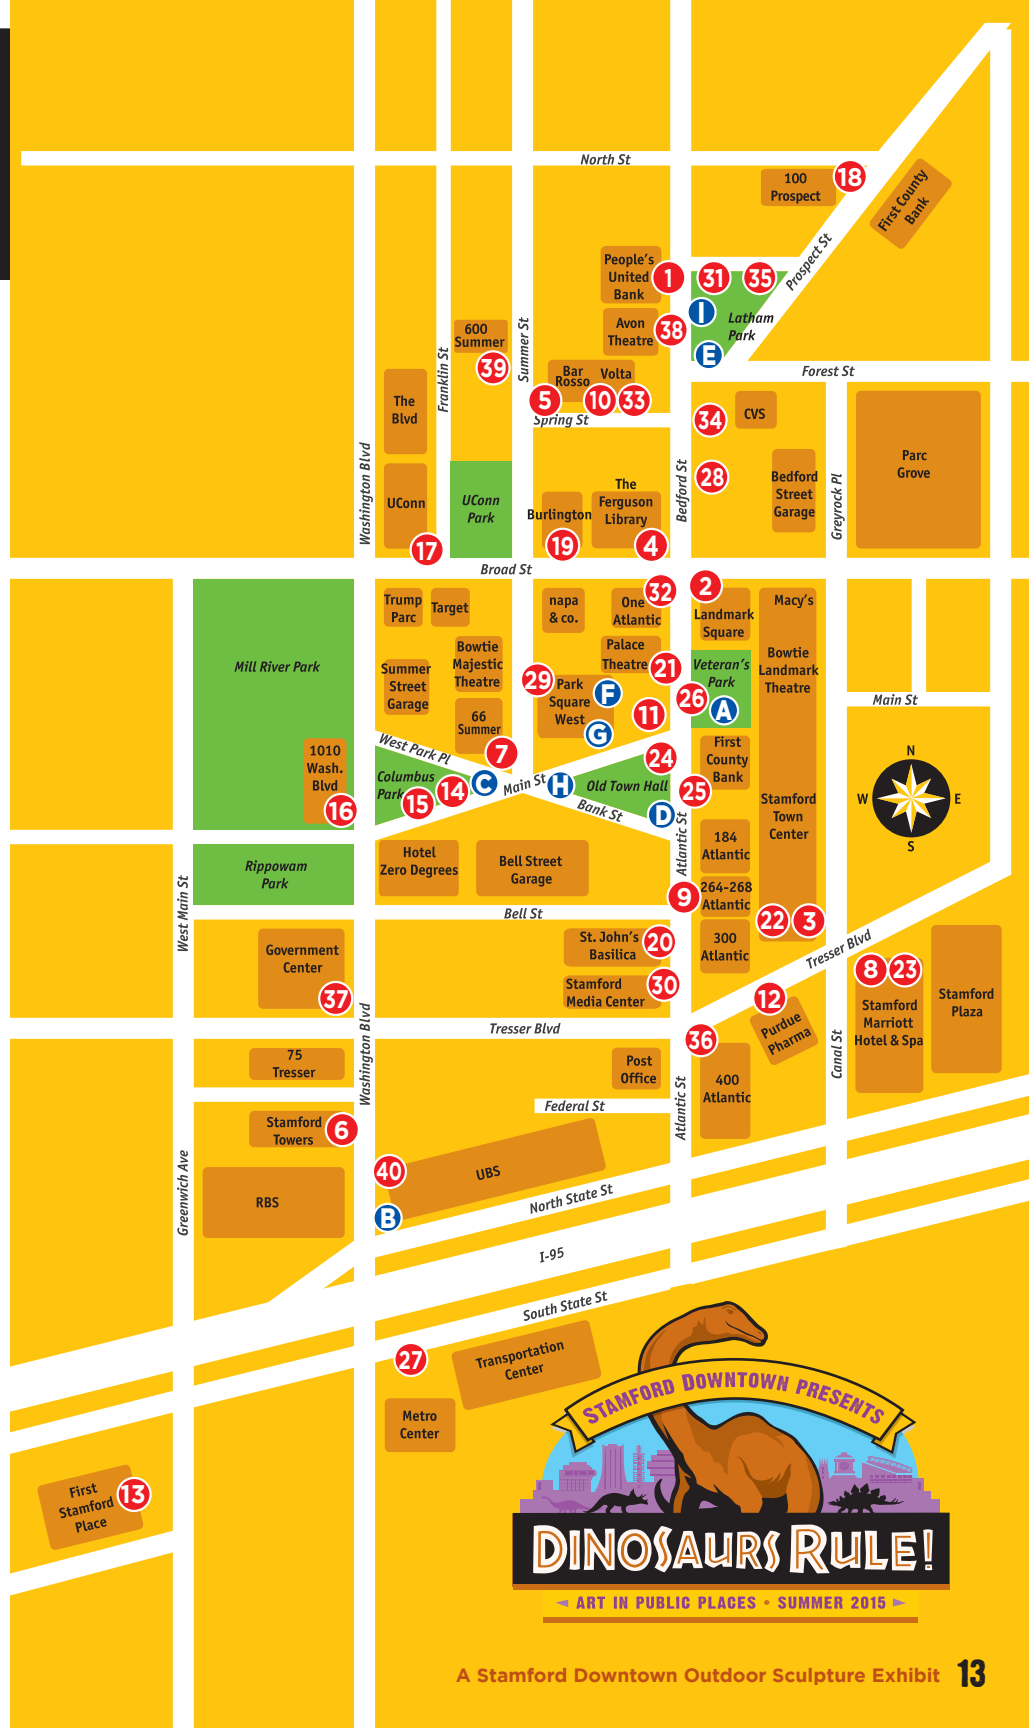 North St
100
Prospect
18
First County
Bank
Prospect St
People's
United
Bank
1
31
35
I
Latham
Park
Avon
Theatre
38
E
600
Summer
39
Summer St
Franklin St
Forest St
Bar
Rosso
Volta
5
10
33
Spring St
The
Blvd
34
CVS
Parc
Grove
Washington Blvd
UConn
17
UConn
Park
Burlington
19
The
Ferguson
Library
4
Bedford St
28
Bedford
Street
Garage
Greyrock Pl
Broad St
Trump
Parc
Target
napa
& co.
One
Atlantic
32
2
Landmark
Square
Macy's
Mill River Park
Summer
Street
Garage
Bowtie
Majestic
Theatre
Palace
Theatre
21
Veteran's
Park
26
A
Bowtie
Landmark
Theatre
29
Park
Square
West
F
G
11
66
Summer
7
Main St
West Park Pl
Columbus
Park
15
14
C
Main St
H
Old Town Hall
24
D
Bank St
First
County
Bank
25
1010
Wash.
Blvd
16
Stamford
Town
Center
N
W
E
S
Rippowam
Park
Hotel
Zero Degrees
Bell Street
Garage
Atlantic St
184
Atlantic
264-268
Atlantic
9
300
Atlantic
22
3
West Main St
Bell St
Government
Center
37
St. John's
Basilica
20
Stamford
Media Center
30
Tresser Blvd
8
23
Stamford
Marriott
Hotel & Spa
Stamford
Plaza
12
Purdue
Pharma
36
Tresser Blvd
Washington Blvd
75
Tresser
Post
Office
400
Atlantic
Canal St
Federal St
Atlantic St
Stamford
Towers
6
Greenwich Ave
RBS
40
UBS
B
North State St
I-95
South State St
27
Transportation
Center
Metro
Center
First
Stamford
Place
13
STAMFORD DOWNTOWN PRESENTS
DINOSAURS RULE!
ART IN PUBLIC PLACES • SUMMER 2015
A Stamford Downtown Outdoor Sculpture Exhibit 13